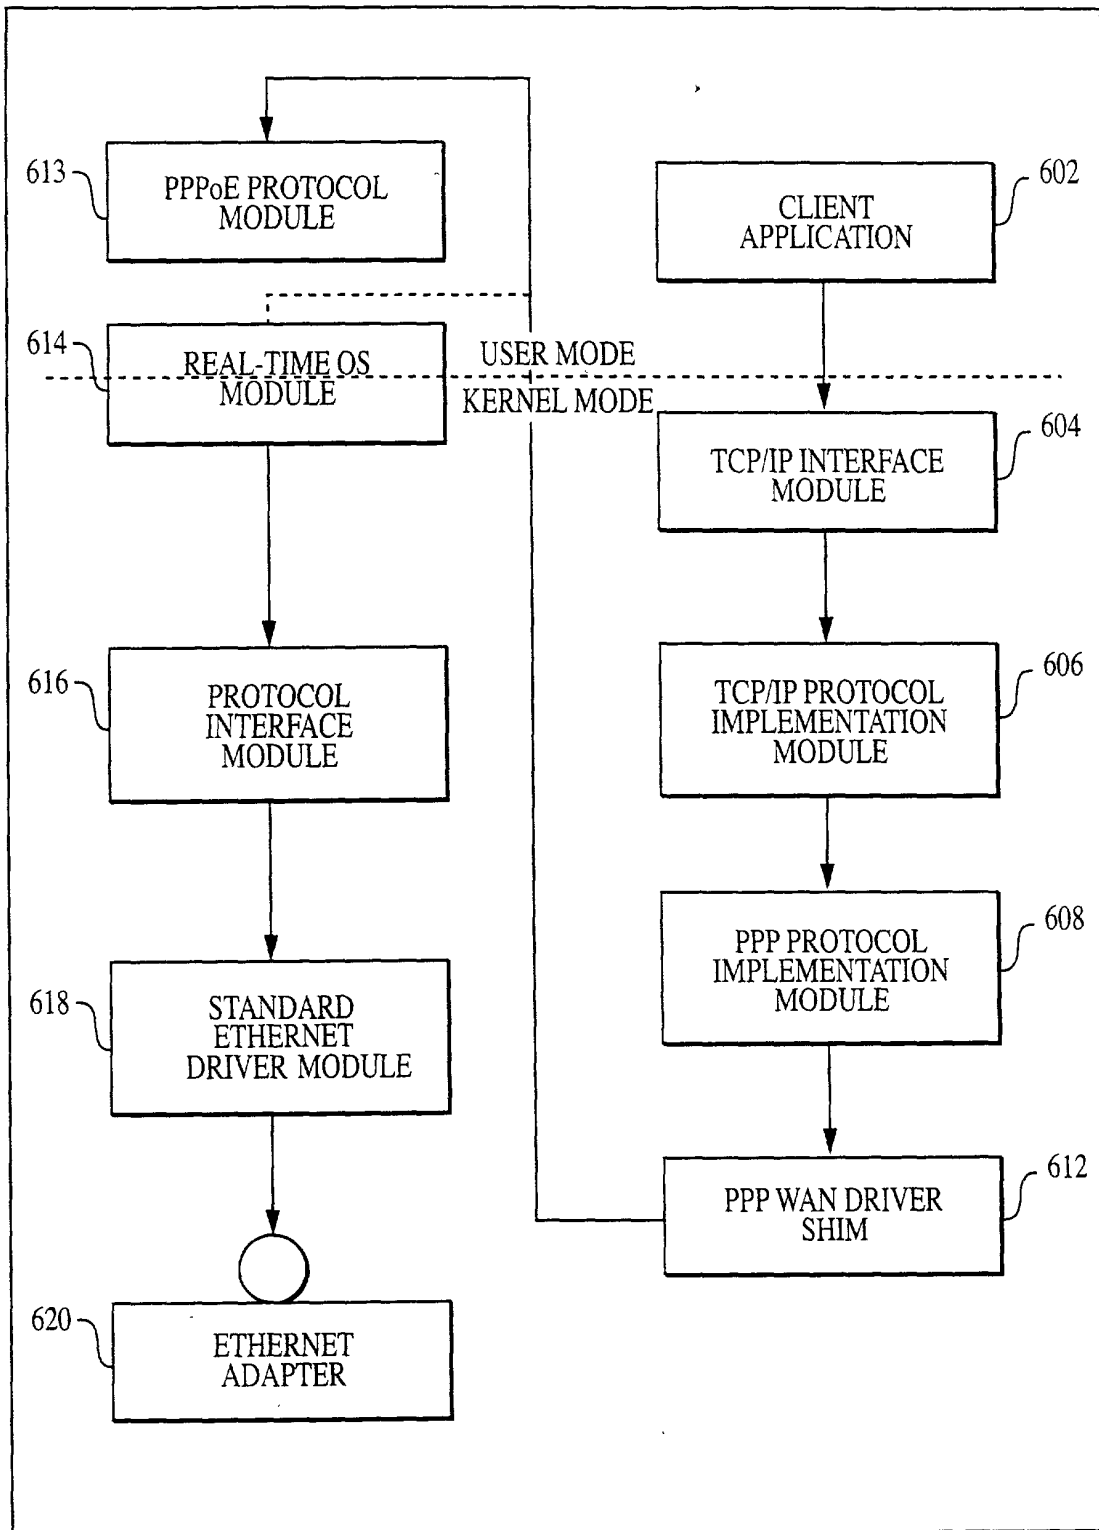 613
PPPoE PROTOCOL
MODULE
602
CLIENT
APPLICATION
614
REAL-TIME OS
MODULE
USER MODE
KERNEL MODE
604
TCP/IP INTERFACE
MODULE
616
PROTOCOL
INTERFACE
MODULE
606
TCP/IP PROTOCOL
IMPLEMENTATION
MODULE
608
PPP PROTOCOL
IMPLEMENTATION
MODULE
618
STANDARD
ETHERNET
DRIVER MODULE
612
PPP WAN DRIVER
SHIM
620
ETHERNET
ADAPTER